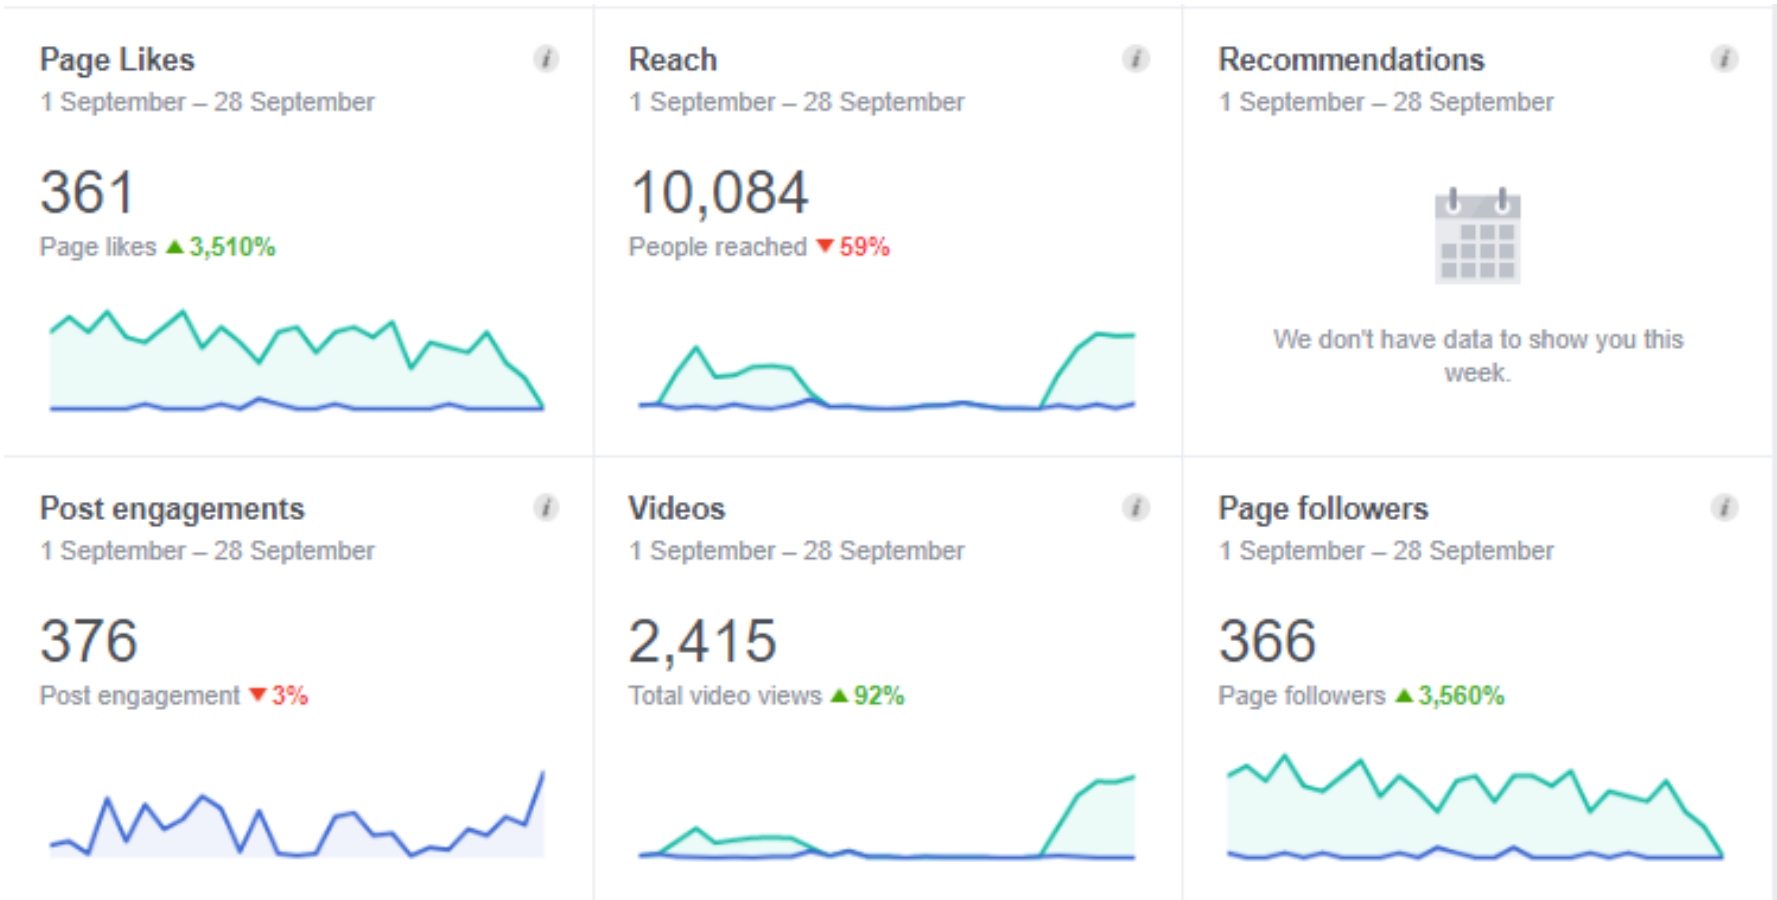 Page Likes
1 September – 28 September
361
Page likes ▲ 3,510%
Reach
1 September – 28 September
10,084
People reached ▼ 59%
Recommendations
1 September – 28 September
We don't have data to show you this
week.
Post engagements
1 September – 28 September
376
Post engagement ▼ 3%
Videos
1 September – 28 September
2,415
Total video views ▲ 92%
Page followers
1 September – 28 September
366
Page followers ▲ 3,560%